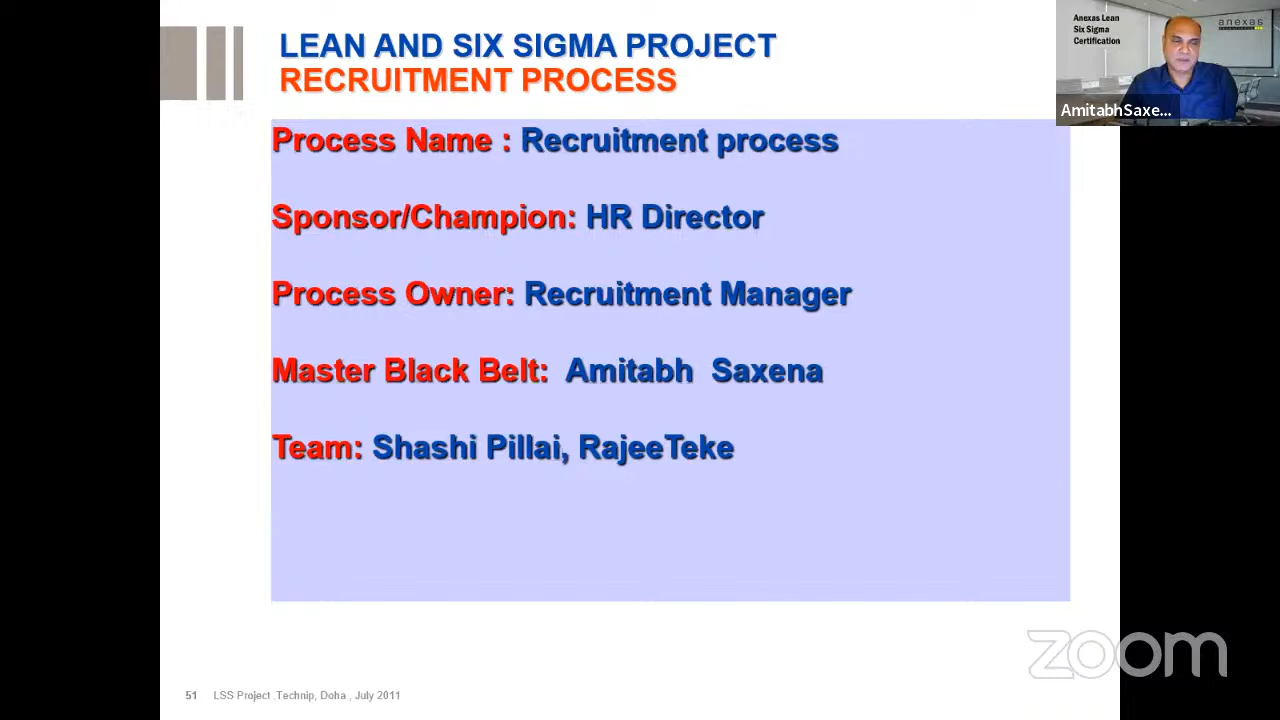 LEAN AND SIX SIGMA PROJECT
RECRUITMENT PROCESS
Anexas Lean
Six Sigma
Certification
anexas
AmitabhSaxe...
Process Name : Recruitment process
Sponsor/Champion: HR Director
Process Owner: Recruitment Manager
Master Black Belt: Amitabh Saxena
Team: Shashi Pillai, RajeeTeke
zoom
51 LSS Project .Technip, Doha , July 2011